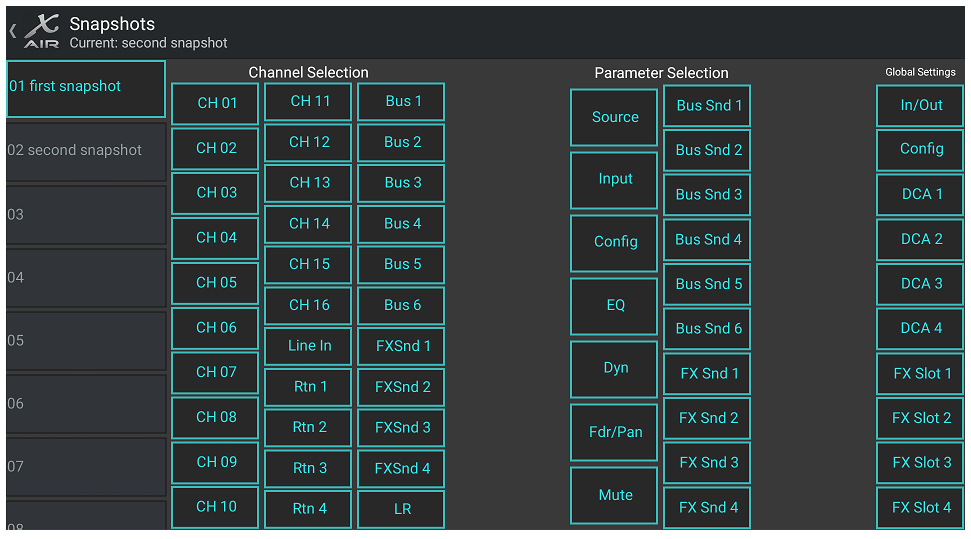 Snapshots
X AIR
Current: second snapshot
01 first snapshot
02 second snapshot
03
04
05
06
07
08
Channel Selection
CH 01
CH 02
CH 03
CH 04
CH 05
CH 06
CH 07
CH 08
CH 09
CH 10
CH 11
CH 12
CH 13
CH 14
CH 15
CH 16
Line In
Rtn 1
Rtn 2
Rtn 3
Rtn 4
Bus 1
Bus 2
Bus 3
Bus 4
Bus 5
Bus 6
FXSnd 1
FXSnd 2
FXSnd 3
FXSnd 4
LR
Parameter Selection
Source
Input
Config
EQ
Dyn
Fdr/Pan
Mute
Bus Snd 1
Bus Snd 2
Bus Snd 3
Bus Snd 4
Bus Snd 5
Bus Snd 6
FX Snd 1
FX Snd 2
FX Snd 3
FX Snd 4
Global Settings
In/Out
Config
DCA 1
DCA 2
DCA 3
DCA 4
FX Slot 1
FX Slot 2
FX Slot 3
FX Slot 4